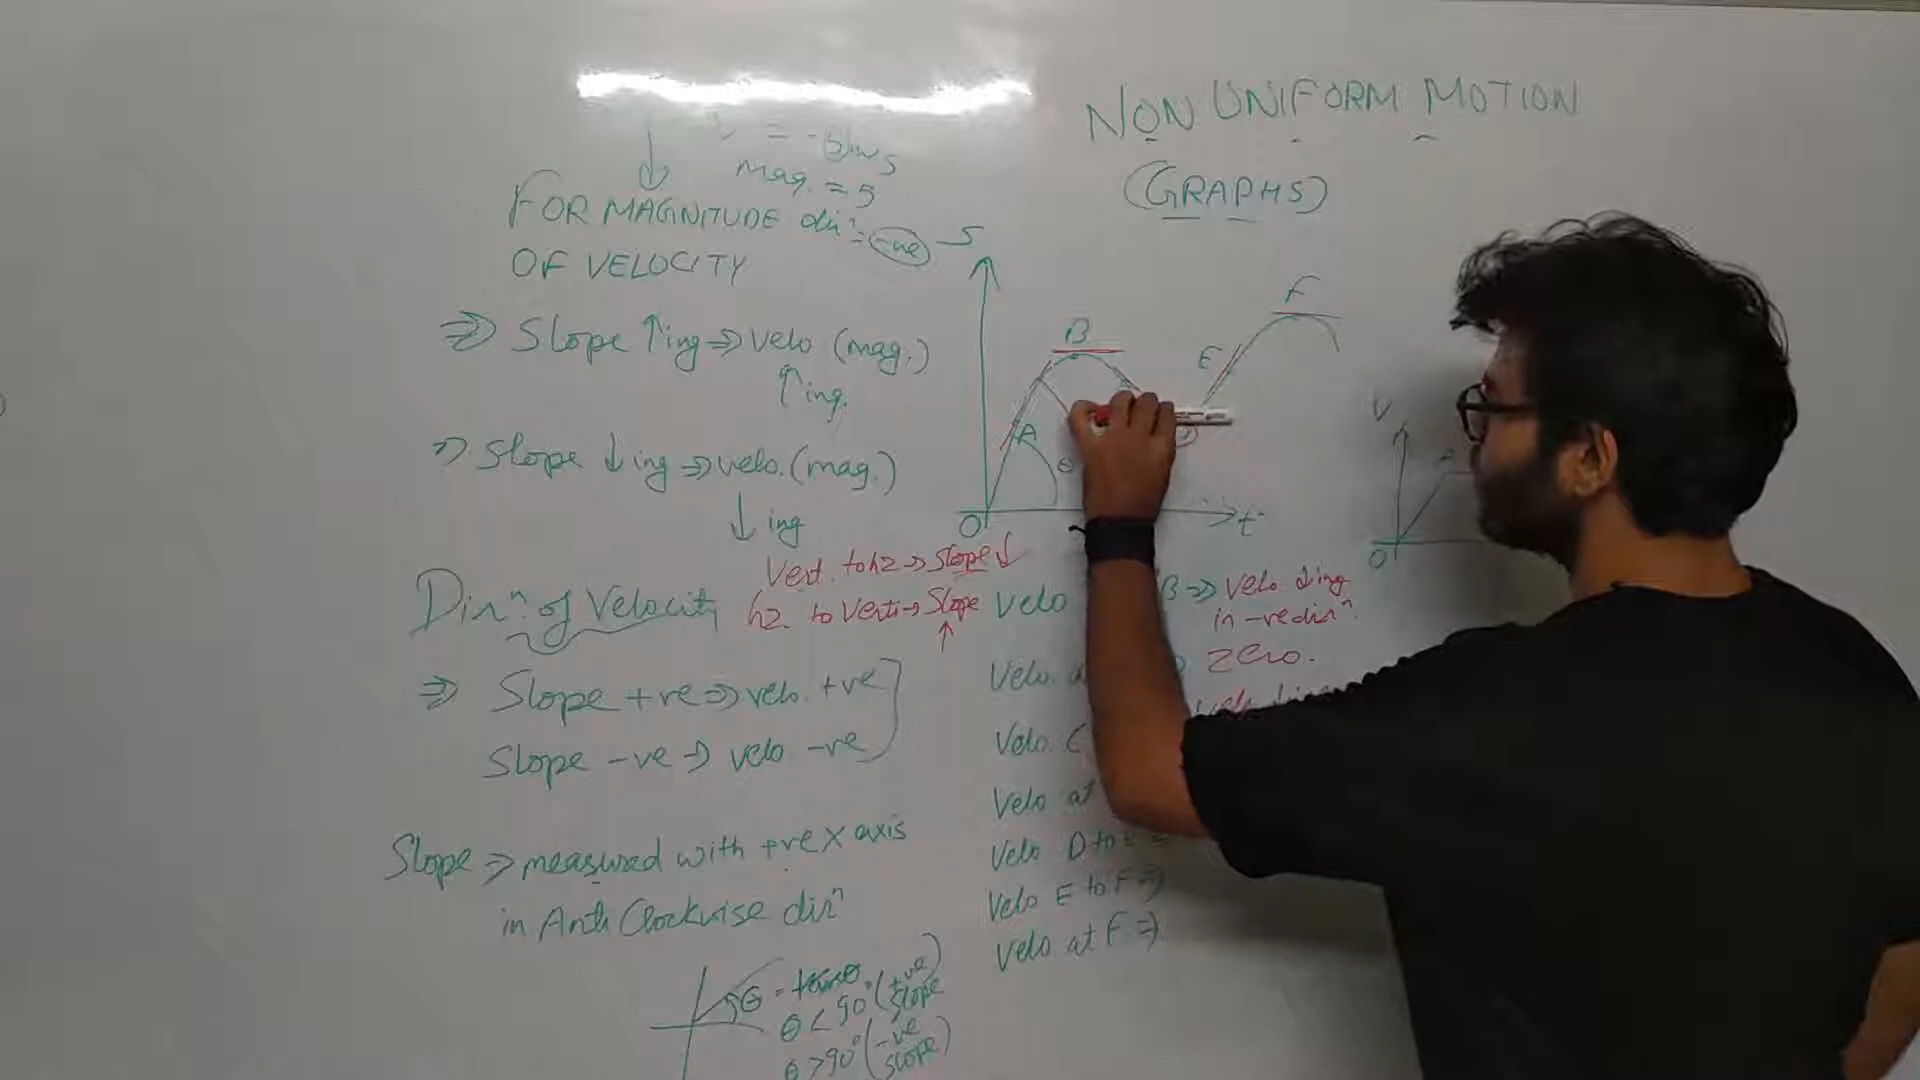 NON UNIFORM MOTION
(GRAPHS)
mag. = 5
FOR MAGNITUDE dirⁿ = -ve
OF VELOCITY
⇒ Slope ↑ing ⇒ velo (mag.)
↑ing.
⇒ Slope ↓ing ⇒ velo. (mag.)
↓ing
Dirⁿ of Velocity
⇒ Slope +ve ⇒ velo. +ve
Slope -ve ⇒ velo -ve
Slope ⇒ measured with +ve X axis
in Anti Clockwise dirⁿ
θ = tanθ.
θ < 90° (+ve slope)
θ > 90° (-ve slope)
Vert. to hz → Slope ↓
hz to Verti → Slope ↑
S
B
F
E
A
θ
O
t
V
O
velo
B ⇒ Velo ↓ing
in -ve dirⁿ.
Velo.
zero.
Velo. C
Velo at
Velo D to E
Velo E to F ⇒
Velo at F ⇒